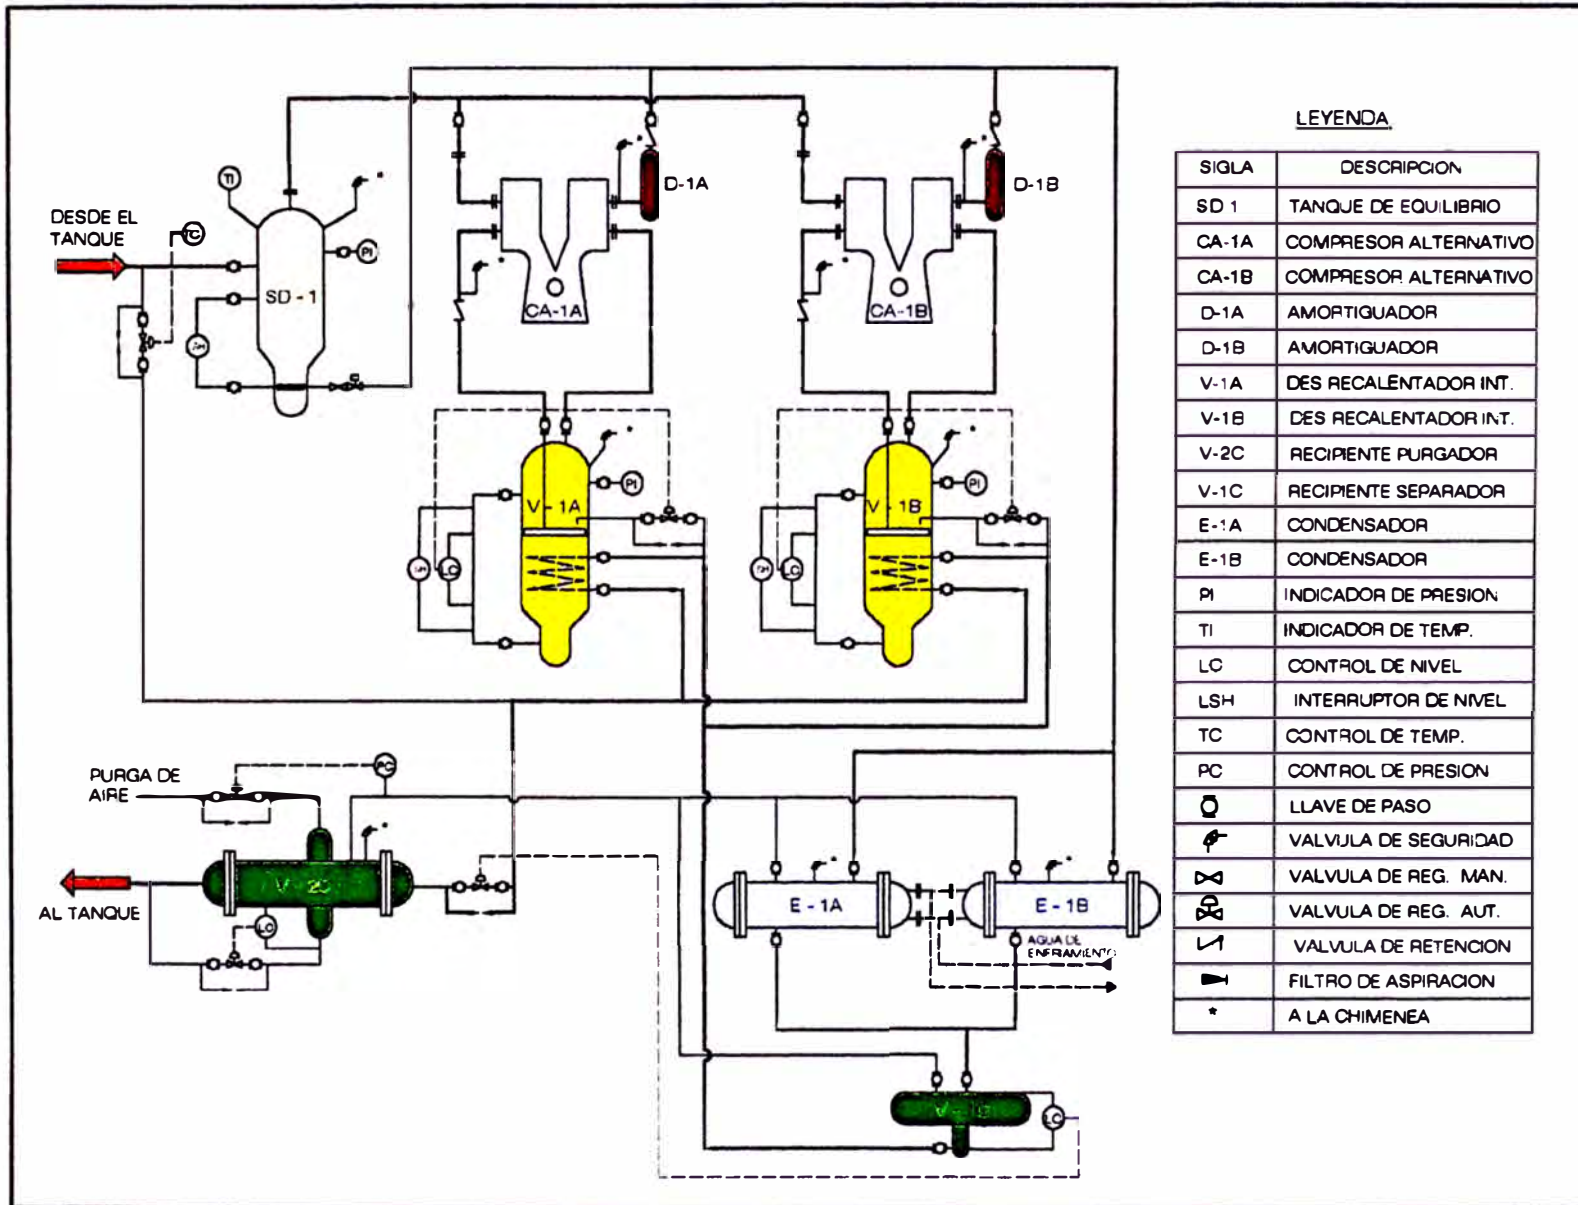 DESDE EL
TANQUE
TI
TC
PI
SD - 1
D-1A
CA-1A
D-1B
CA-1B
V - 1A
PI
LC
V - 1B
PI
LC
PURGA DE
AIRE
PC
AL TANQUE
LC
E - 1A
E - 1B
AGUA DE
ENFRIAMIENTO
LC
LEYENDA
SIGLA DESCRIPCION
SD 1 TANQUE DE EQUILIBRIO
CA-1A COMPRESOR ALTERNATIVO
CA-1B COMPRESOR ALTERNATIVO
D-1A AMORTIGUADOR
D-1B AMORTIGUADOR
V-1A DES RECALENTADOR INT.
V-1B DES RECALENTADOR INT.
V-2C RECIPIENTE PURGADOR
V-1C RECIPIENTE SEPARADOR
E-1A CONDENSADOR
E-1B CONDENSADOR
PI INDICADOR DE PRESION
TI INDICADOR DE TEMP.
LC CONTROL DE NIVEL
LSH INTERRUPTOR DE NIVEL
TC CONTROL DE TEMP.
PC CONTROL DE PRESION
LLAVE DE PASO
VALVULA DE SEGURIDAD
VALVULA DE REG. MAN.
VALVULA DE REG. AUT.
VALVULA DE RETENCION
FILTRO DE ASPIRACION
* A LA CHIMENEA